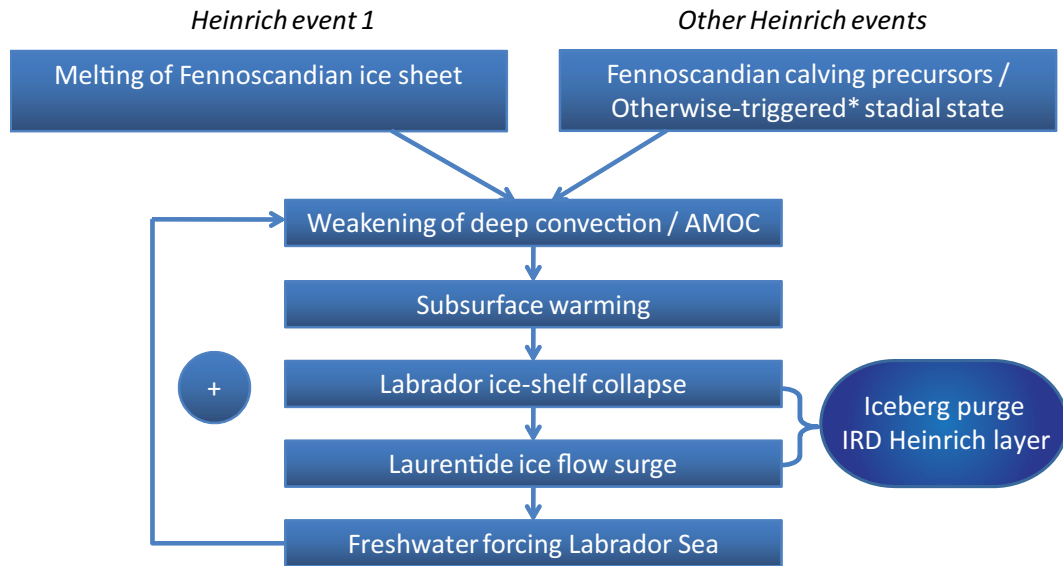 Heinrich event 1
Other Heinrich events
Melting of Fennoscandian ice sheet
Fennoscandian calving precursors /
Otherwise-triggered* stadial state
Weakening of deep convection / AMOC
Subsurface warming
Labrador ice-shelf collapse
+
Iceberg purge
IRD Heinrich layer
Laurentide ice flow surge
Freshwater forcing Labrador Sea